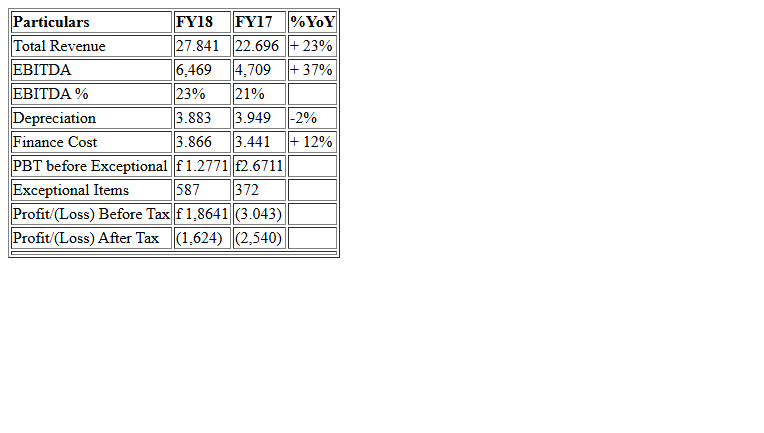 Particulars FY18 FY17 %YoY
Total Revenue 27.841 22.696 + 23%
EBITDA 6,469 4,709 + 37%
EBITDA % 23% 21%
Depreciation 3.883 3.949 -2%
Finance Cost 3.866 3.441 + 12%
PBT before Exceptional f 1.2771 f2.6711
Exceptional Items 587 372
Profit/(Loss) Before Tax f 1,8641 (3.043)
Profit/(Loss) After Tax (1,624) (2,540)